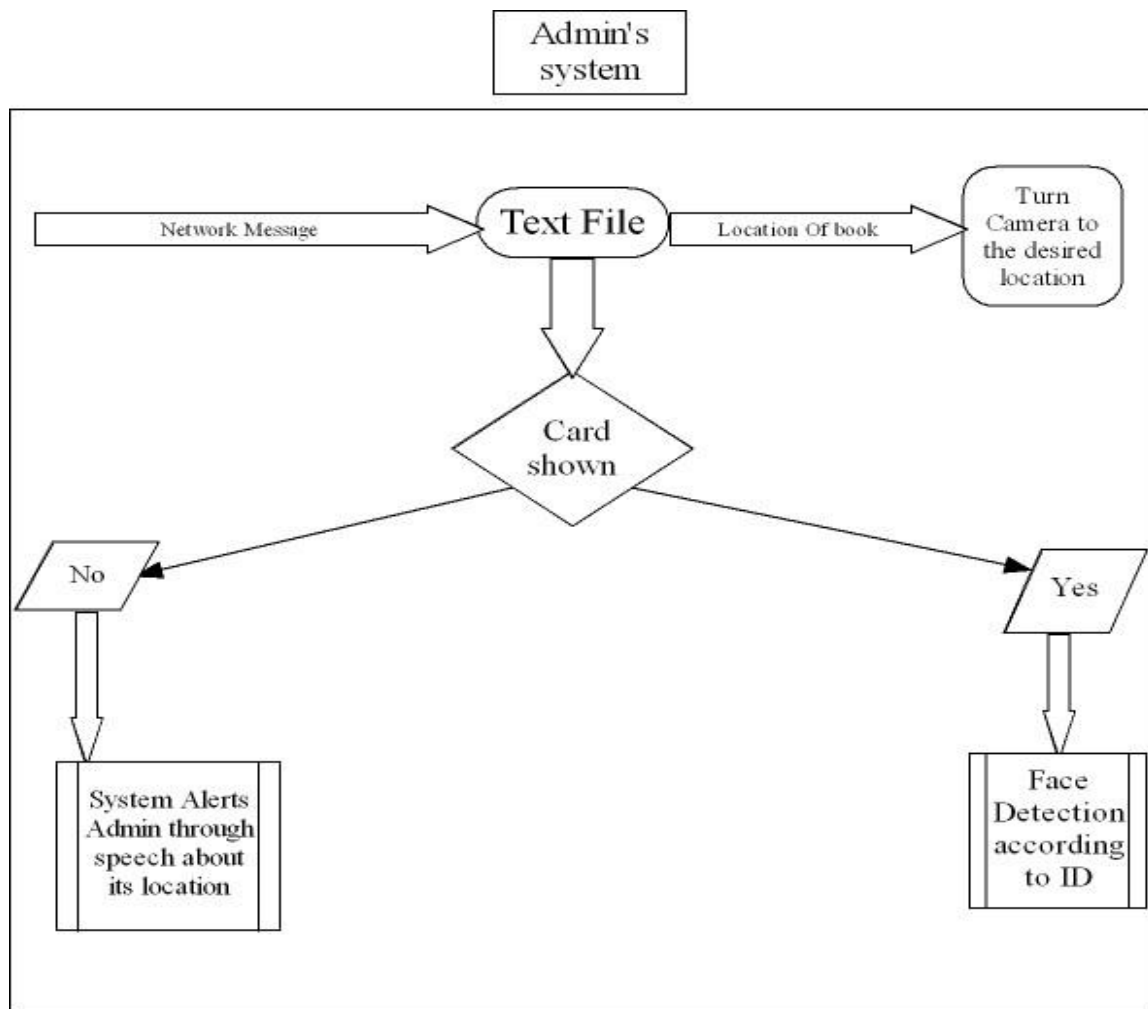 Admin's
system
Network Message
Text File
Location Of book
Turn
Camera to
the desired
location
Card
shown
No
Yes
System Alerts
Admin through
speech about
its location
Face
Detection
according
to ID